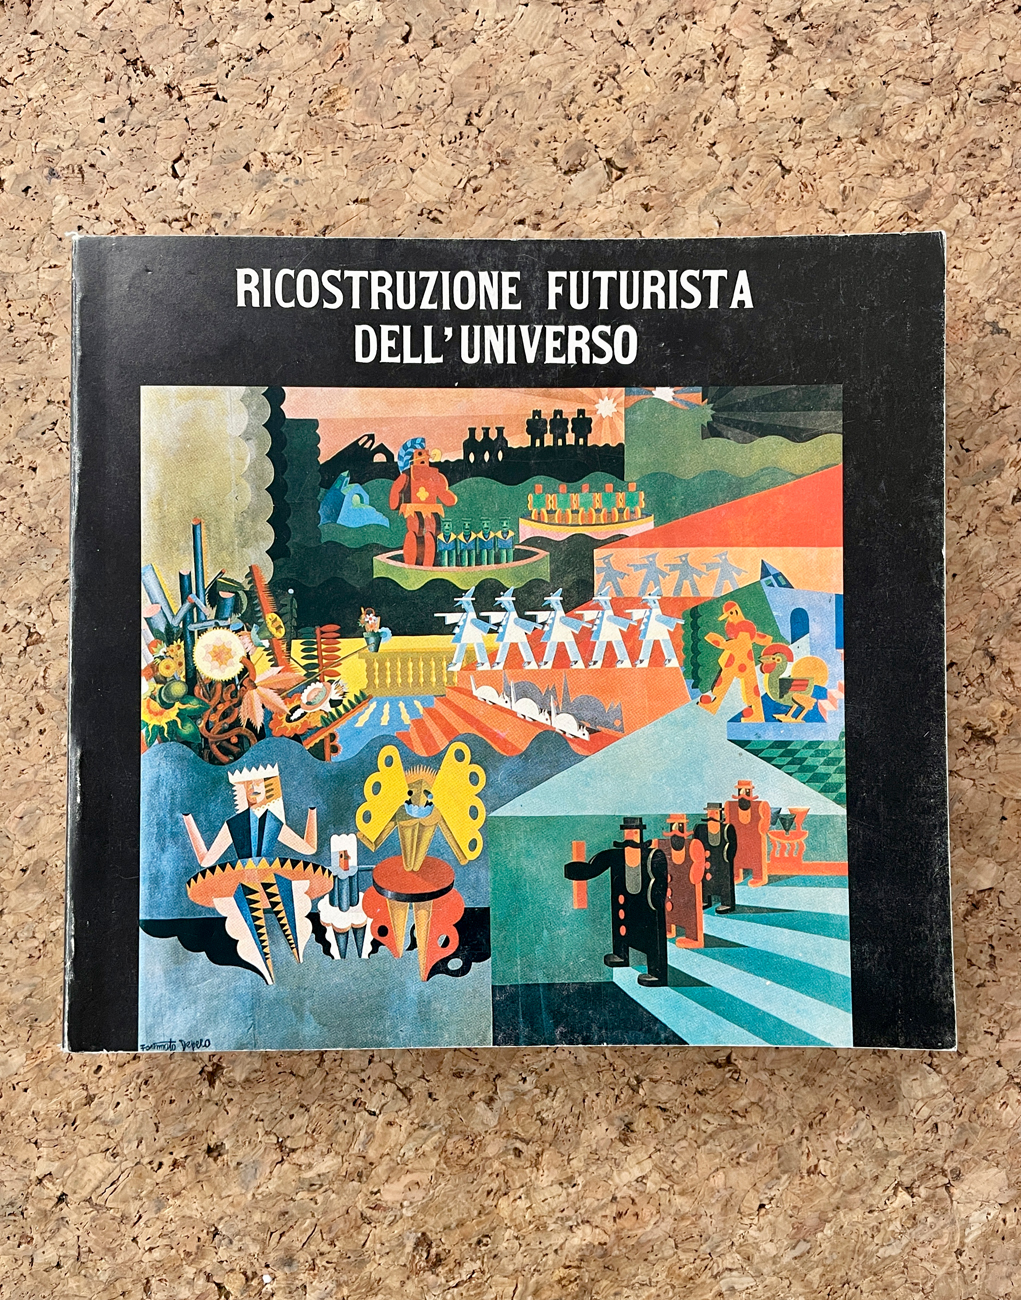 RICOSTRUZIONE FUTURISTA
DELL'UNIVERSO
Fortunato Depero